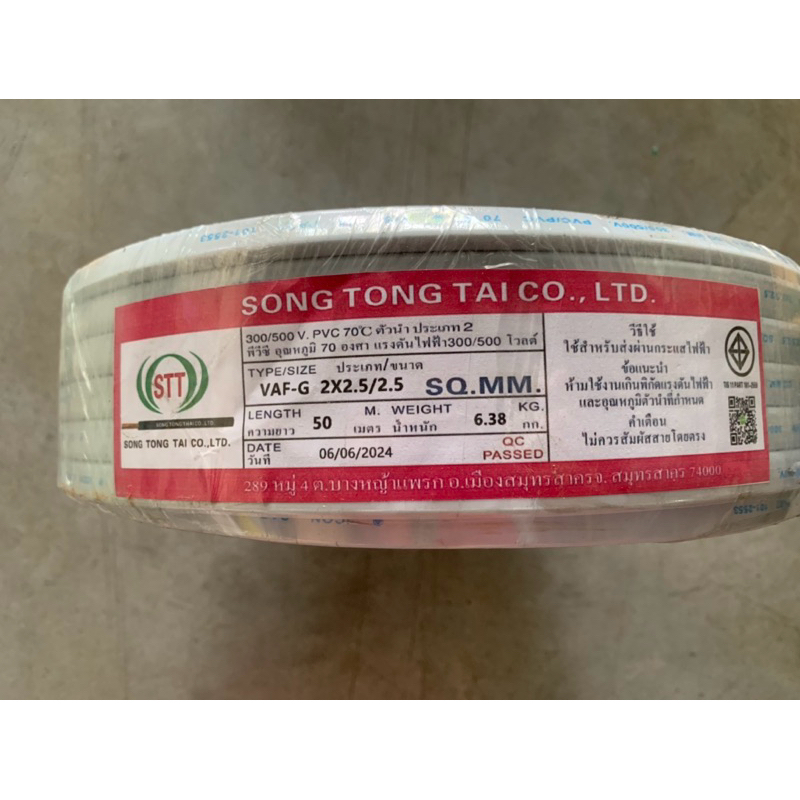 SONG TONG TAI CO., LTD.
STT
SONG TONG TAI CO.,LTD.
SONG TONG TAI CO.,LTD.
300/500 V. PVC 70℃ ตัวนำ ประเภท 2
พีวีซี อุณหภูมิ 70 องศา แรงดันไฟฟ้า300/500 โวลต์
TYPE/SIZE ประเภท/ขนาด
VAF-G 2X2.5/2.5 SQ.MM.
LENGTH 50 M. WEIGHT 6.38 KG.
ความยาว เมตร น้ำหนัก กก.
DATE 06/06/2024 QC
วันที่ PASSED
วิธีใช้
ใช้สำหรับส่งผ่านกระแสไฟฟ้า
ข้อแนะนำ
ห้ามใช้งานเกินพิกัดแรงดันไฟฟ้า
และอุณหภูมิตัวนำที่กำหนด
คำเตือน
ไม่ควรสัมผัสสายโดยตรง
289 หมู่ 4 ต.บางหญ้าแพรก อ.เมืองสมุทรสาครจ. สมุทรสาคร 74000
101-2553